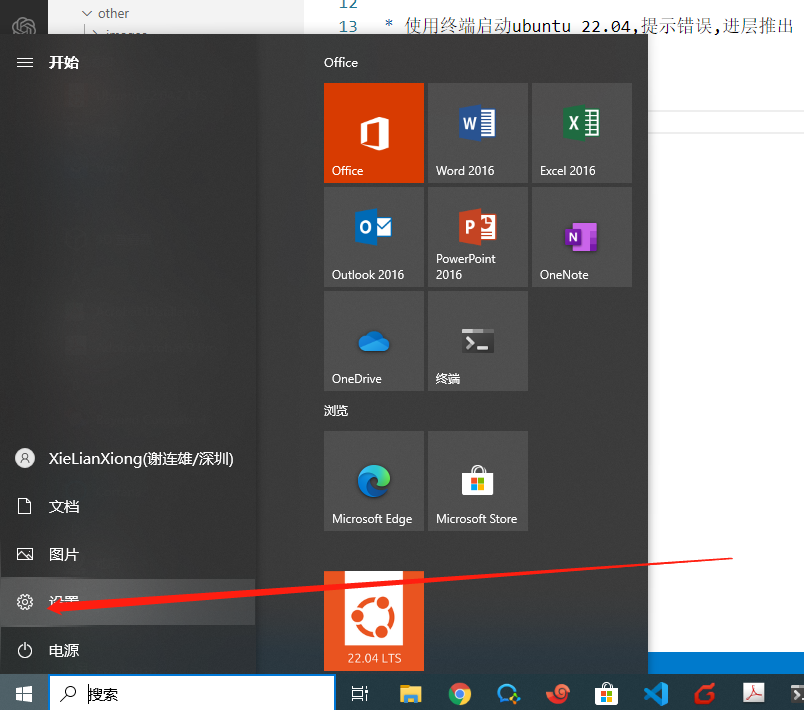 other
images
12
13 * 使用终端启动ubuntu 22.04,提示错误,进层推出
开始
Office
Office
Word 2016
Excel 2016
Outlook 2016
PowerPoint
2016
OneNote
OneDrive
终端
浏览
Microsoft Edge
Microsoft Store
22.04 LTS
XieLianXiong(谢连雄/深圳)
文档
图片
设置
电源
搜索